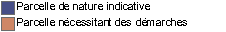 Parcelle de nature indicative
Parcelle nécessitant des démarches